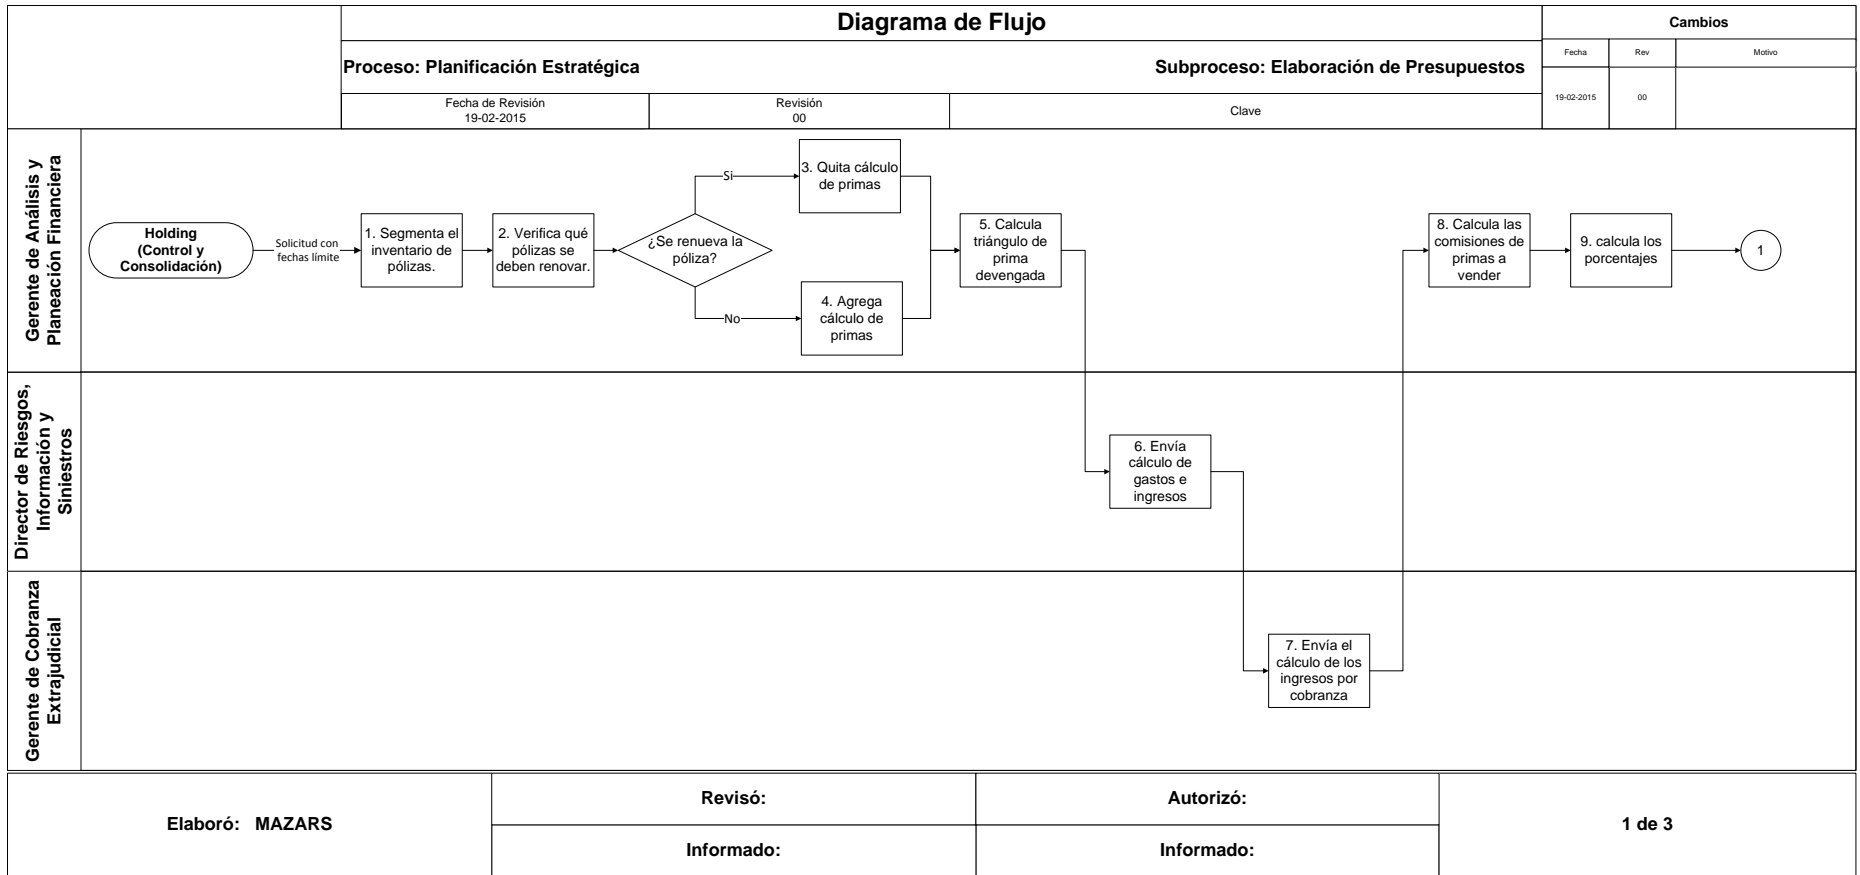 Diagrama de Flujo
Cambios
Fecha
Rev
Motivo
Proceso: Planificación Estratégica
Subproceso: Elaboración de Presupuestos
19-02-2015
00
Fecha de Revisión
19-02-2015
Revisión
00
Clave
Gerente de Análisis y
Planeación Financiera
Holding
(Control y
Consolidación)
Solicitud con
fechas límite
1. Segmenta el
inventario de
pólizas.
2. Verifica qué
pólizas se
deben renovar.
¿Se renueva la
póliza?
Si
3. Quita cálculo
de primas
No
4. Agrega
cálculo de
primas
5. Calcula
triángulo de
prima
devengada
8. Calcula las
comisiones de
primas a
vender
9. calcula los
porcentajes
1
Director de Riesgos,
Información y
Siniestros
6. Envía
cálculo de
gastos e
ingresos
Gerente de Cobranza
Extrajudicial
7. Envía el
cálculo de los
ingresos por
cobranza
Elaboró: MAZARS
Revisó:
Autorizó:
1 de 3
Informado:
Informado: